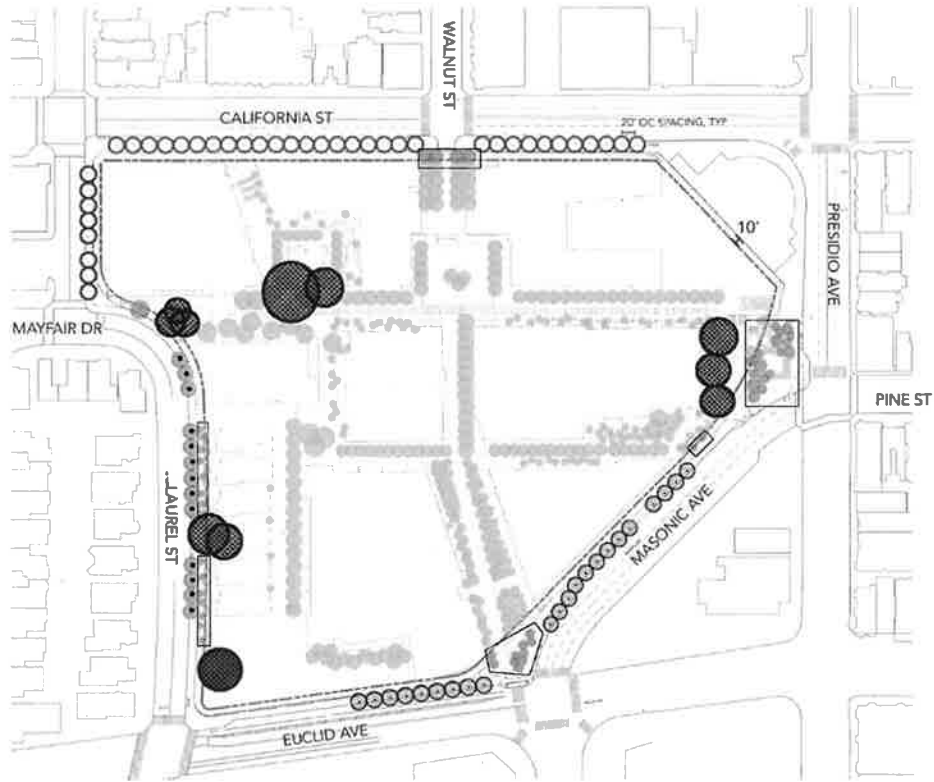 WALNUT ST
CALIFORNIA ST
20' OC SPACING, TYP
PRESIDIO AVE
10'
MAYFAIR DR
PINE ST
LAUREL ST
MASONIC AVE
EUCLID AVE